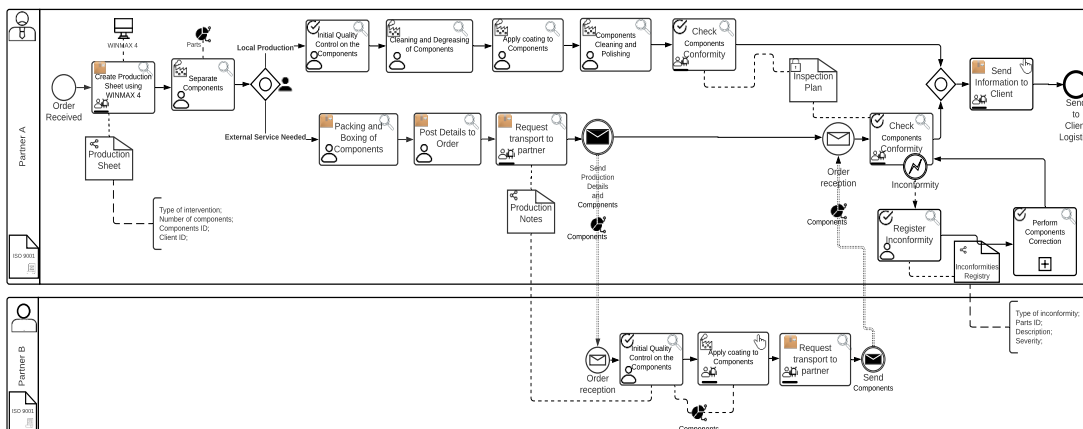 WINMAX 4
Parts
Local Production
Create Production
Sheet using
WINMAX 4
Order
Received
Separate
Components
Initial Quality
Control on the
Components
Cleaning and Degreasing
of Components
Apply coating to
Components
Components
Cleaning and
Polishing
Check
Components
Conformity
Inspection
Plan
Send
Information to
Client
Send
to
Client
Logist
Partner A
ISO 9001
Production
Sheet
Type of intervention;
Number of components;
Components ID;
Client ID;
External Service Needed
Packing and
Boxing of
Components
Post Details to
Order
Request
transport to
partner
Production
Notes
Send
Production
Details
and
Components
Components
Order
reception
Components
Check
Components
Conformity
Inconformity
Register
Inconformity
Inconformities
Registry
Perform
Components
Correction
Type of inconformity;
Parts ID;
Description;
Severity;
Partner B
ISO 9001
Order
reception
Initial Quality
Control on the
Components
Apply coating to
Components
Request
transport to
partner
Send
Components
Components